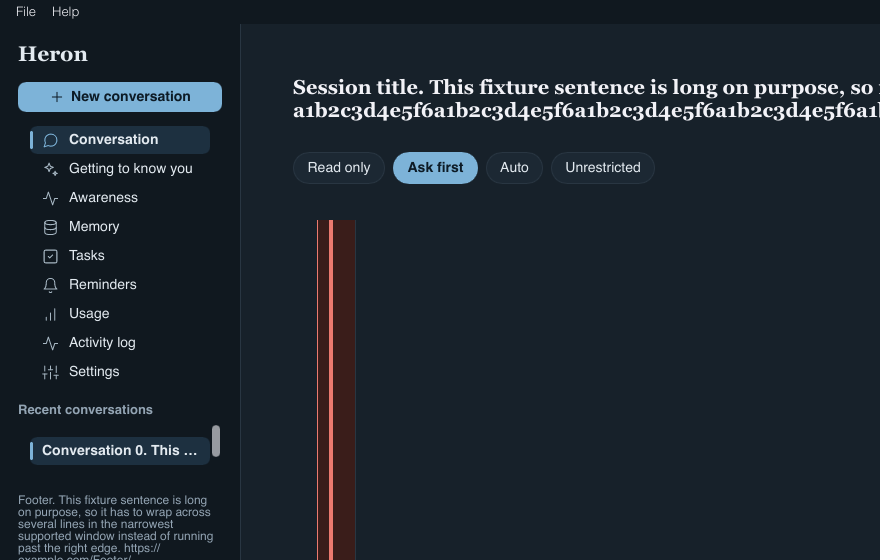 File Help
Heron
New conversation
Conversation
Getting to know you
Awareness
Memory
Tasks
Reminders
Usage
Activity log
Settings
Recent conversations
Conversation 0. This …
Footer. This fixture sentence is long
on purpose, so it has to wrap across
several lines in the narrowest
supported window instead of running
past the right edge. https://
example.com/Footer/
Session title. This fixture sentence is long on purpose, so
a1b2c3d4e5f6a1b2c3d4e5f6a1b2c3d4e5f6a1b2c3d4e5f6a1
Read only
Ask first
Auto
Unrestricted